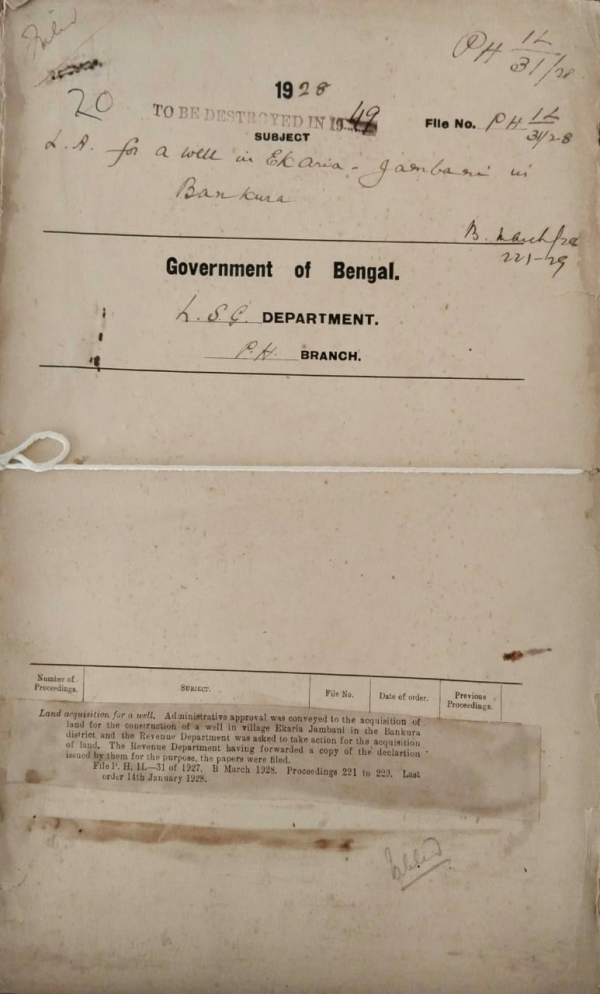 PH 1L
31/28
1928
20
TO BE DESTROYED IN 1949
File No. PH 1L
31/28
SUBJECT
L.A. for a well in Ekaria - Jambani in
Bankura
B. March
221-29
Government of Bengal.
L.S.G. DEPARTMENT.
P.H. BRANCH.
Number of Proceedings. SUBJECT. File No. Date of order. Previous Proceedings.
Land acquisition for a well. Administrative approval was conveyed to the acquisition of
land for the construction of a well in village Ekaria Jambani in the Bankura
district and the Revenue Department was asked to take action for the acquisition
of land. The Revenue Department having forwarded a copy of the declartion
issued by them for the purpose, the papers were filed.
File P. H. 1L—31 of 1927. B March 1928. Proceedings 221 to 229. Last
order 14th January 1928.